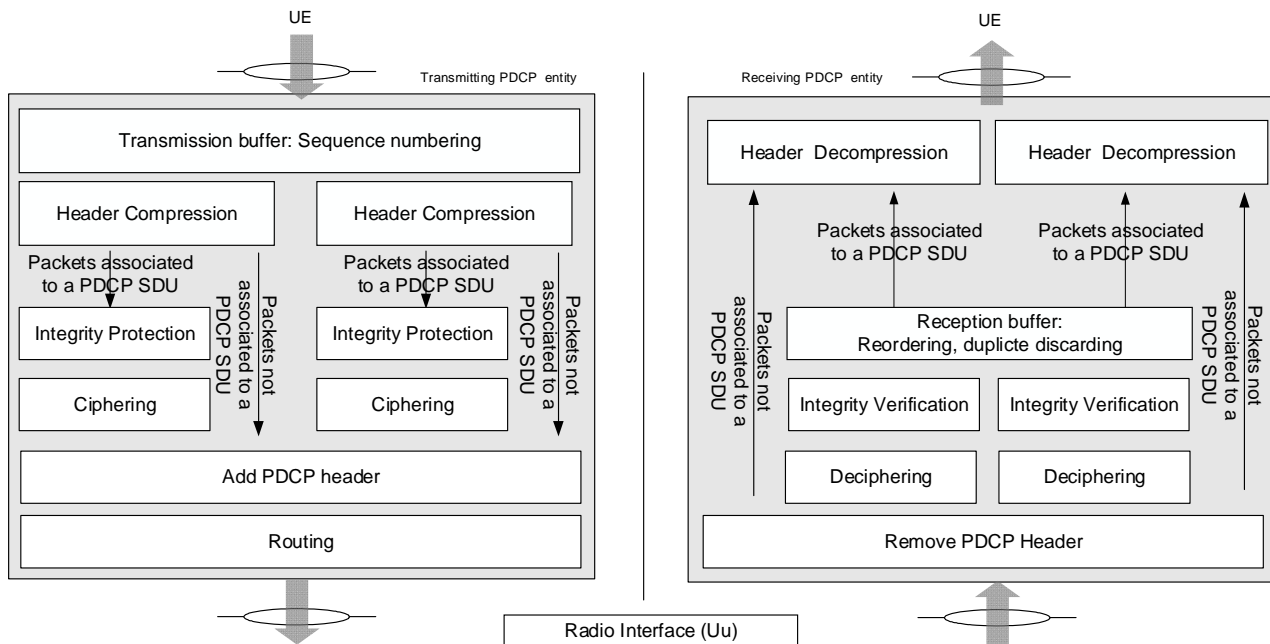 UE
Transmitting PDCP entity
Transmission buffer: Sequence numbering
Header Compression
Header Compression
Packets associated
to a PDCP SDU
Packets not
associated to a
PDCP SDU
Packets associated
to a PDCP SDU
Packets not
associated to a
PDCP SDU
Integrity Protection
Integrity Protection
Ciphering
Ciphering
Add PDCP header
Routing
UE
Receiving PDCP entity
Header Decompression
Header Decompression
Packets associated
to a PDCP SDU
Packets associated
to a PDCP SDU
Packets not
associated to a
PDCP SDU
Packets not
associated to a
PDCP SDU
Reception buffer:
Reordering, duplicte discarding
Integrity Verification
Integrity Verification
Deciphering
Deciphering
Remove PDCP Header
Radio Interface (Uu)